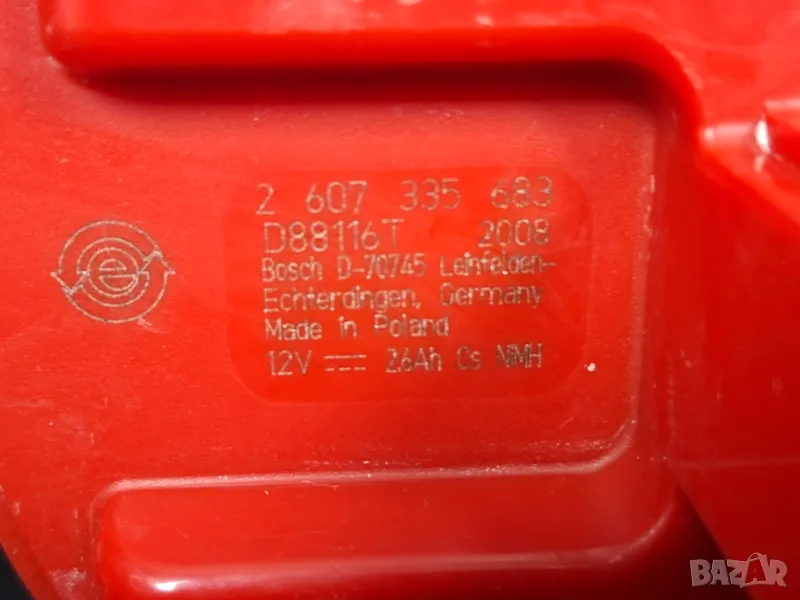 2 607 335 683
D88116T 2008
Bosch D-70745 Leinfelden-
Echterdingen, Germany
Made in Poland
12V ⎓ 2.6Ah Cs NiMH
BAZAR